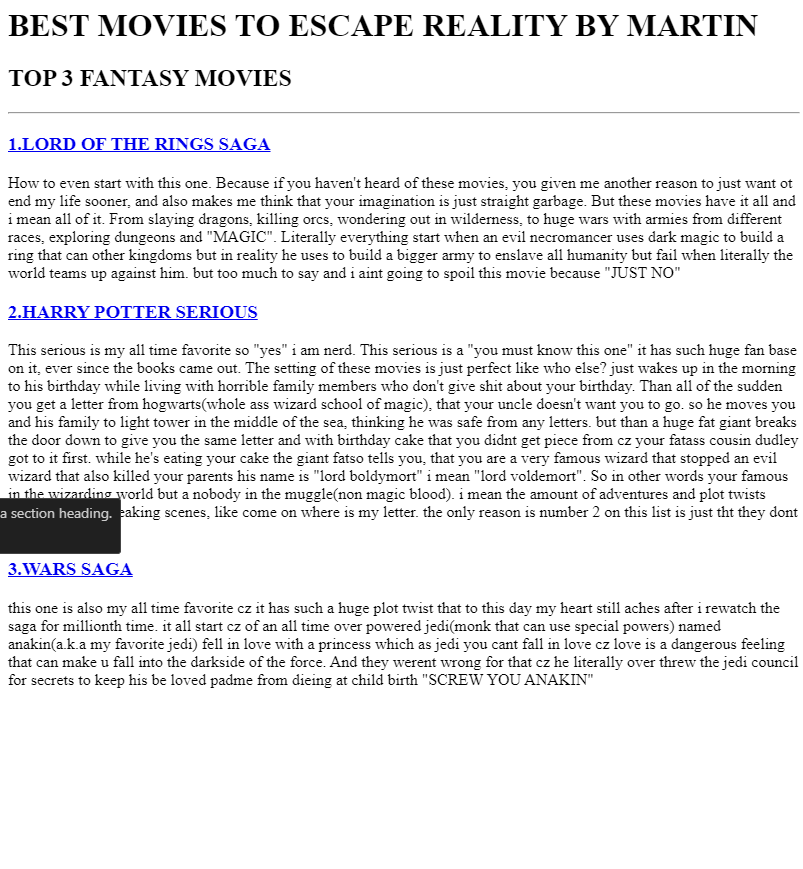 BEST MOVIES TO ESCAPE REALITY BY MARTIN
TOP 3 FANTASY MOVIES
1.LORD OF THE RINGS SAGA
How to even start with this one. Because if you haven't heard of these movies, you given me another reason to just want ot
end my life sooner, and also makes me think that your imagination is just straight garbage. But these movies have it all and
i mean all of it. From slaying dragons, killing orcs, wondering out in wilderness, to huge wars with armies from different
races, exploring dungeons and "MAGIC". Literally everything start when an evil necromancer uses dark magic to build a
ring that can other kingdoms but in reality he uses to build a bigger army to enslave all humanity but fail when literally the
world teams up against him. but too much to say and i aint going to spoil this movie because "JUST NO"
2.HARRY POTTER SERIOUS
This serious is my all time favorite so "yes" i am nerd. This serious is a "you must know this one" it has such huge fan base
on it, ever since the books came out. The setting of these movies is just perfect like who else? just wakes up in the morning
to his birthday while living with horrible family members who don't give shit about your birthday. Than all of the sudden
you get a letter from hogwarts(whole ass wizard school of magic), that your uncle doesn't want you to go. so he moves you
and his family to light tower in the middle of the sea, thinking he was safe from any letters. but than a huge fat giant breaks
the door down to give you the same letter and with birthday cake that you didnt get piece from cz your fatass cousin dudley
got to it first. while he's eating your cake the giant fatso tells you, that you are a very famous wizard that stopped an evil
wizard that also killed your parents his name is "lord boldymort" i mean "lord voldemort". So in other words your famous
in the wizarding world but a nobody in the muggle(non magic blood). i mean the amount of adventures and plot twists
a section heading. eaking scenes, like come on where is my letter. the only reason is number 2 on this list is just tht they dont
3.WARS SAGA
this one is also my all time favorite cz it has such a huge plot twist that to this day my heart still aches after i rewatch the
saga for millionth time. it all start cz of an all time over powered jedi(monk that can use special powers) named
anakin(a.k.a my favorite jedi) fell in love with a princess which as jedi you cant fall in love cz love is a dangerous feeling
that can make u fall into the darkside of the force. And they werent wrong for that cz he literally over threw the jedi council
for secrets to keep his be loved padme from dieing at child birth "SCREW YOU ANAKIN"